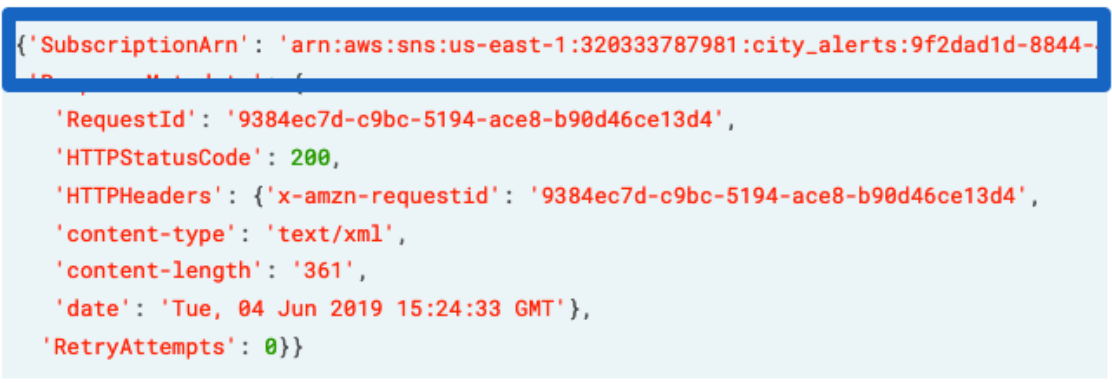 {'SubscriptionArn': 'arn:aws:sns:us-east-1:320333787981:city_alerts:9f2dad1d-8844-
{
'RequestId': '9384ec7d-c9bc-5194-ace8-b90d46ce13d4',
'HTTPStatusCode': 200,
'HTTPHeaders': {'x-amzn-requestid': '9384ec7d-c9bc-5194-ace8-b90d46ce13d4',
'content-type': 'text/xml',
'content-length': '361',
'date': 'Tue, 04 Jun 2019 15:24:33 GMT'},
'RetryAttempts': 0}}